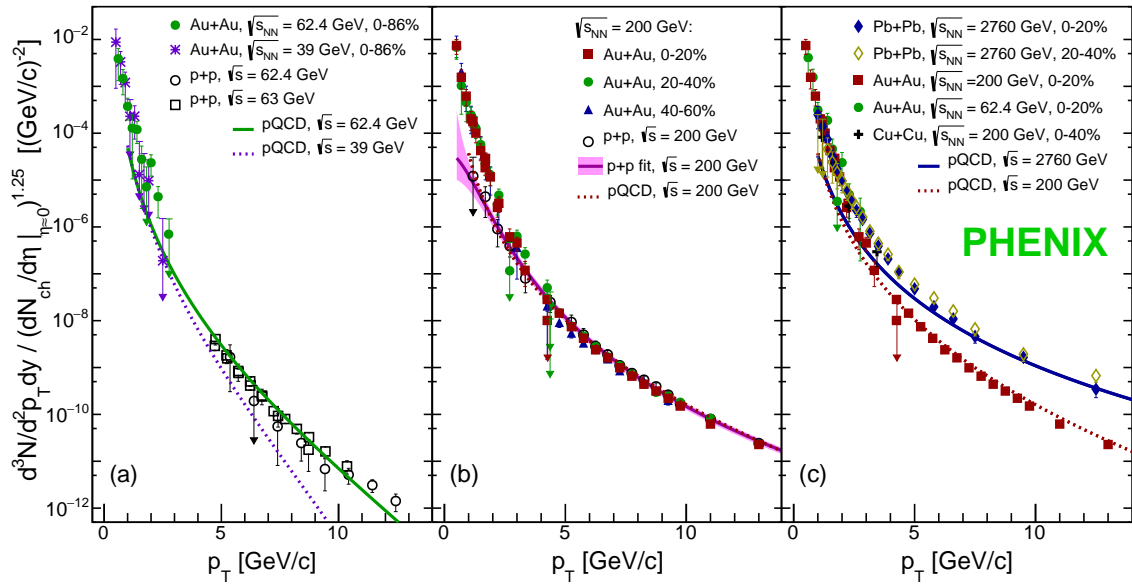 d³N/d²p_T dy / (dN_ch/dη|_η≈0)^1.25 [(GeV/c)^-2]
10^-2
10^-4
10^-6
10^-8
10^-10
10^-12
Au+Au, √s_NN = 62.4 GeV, 0-86%
Au+Au, √s_NN = 39 GeV, 0-86%
p+p, √s = 62.4 GeV
p+p, √s = 63 GeV
pQCD, √s = 62.4 GeV
pQCD, √s = 39 GeV
(a)
0 5 10
p_T [GeV/c]
√s_NN = 200 GeV:
Au+Au, 0-20%
Au+Au, 20-40%
Au+Au, 40-60%
p+p, √s = 200 GeV
p+p fit, √s = 200 GeV
pQCD, √s = 200 GeV
(b)
0 5 10
p_T [GeV/c]
Pb+Pb, √s_NN = 2760 GeV, 0-20%
Pb+Pb, √s_NN = 2760 GeV, 20-40%
Au+Au, √s_NN =200 GeV, 0-20%
Au+Au, √s_NN = 62.4 GeV, 0-20%
Cu+Cu, √s_NN = 200 GeV, 0-40%
pQCD, √s = 2760 GeV
pQCD, √s = 200 GeV
PHENIX
(c)
0 5 10
p_T [GeV/c]